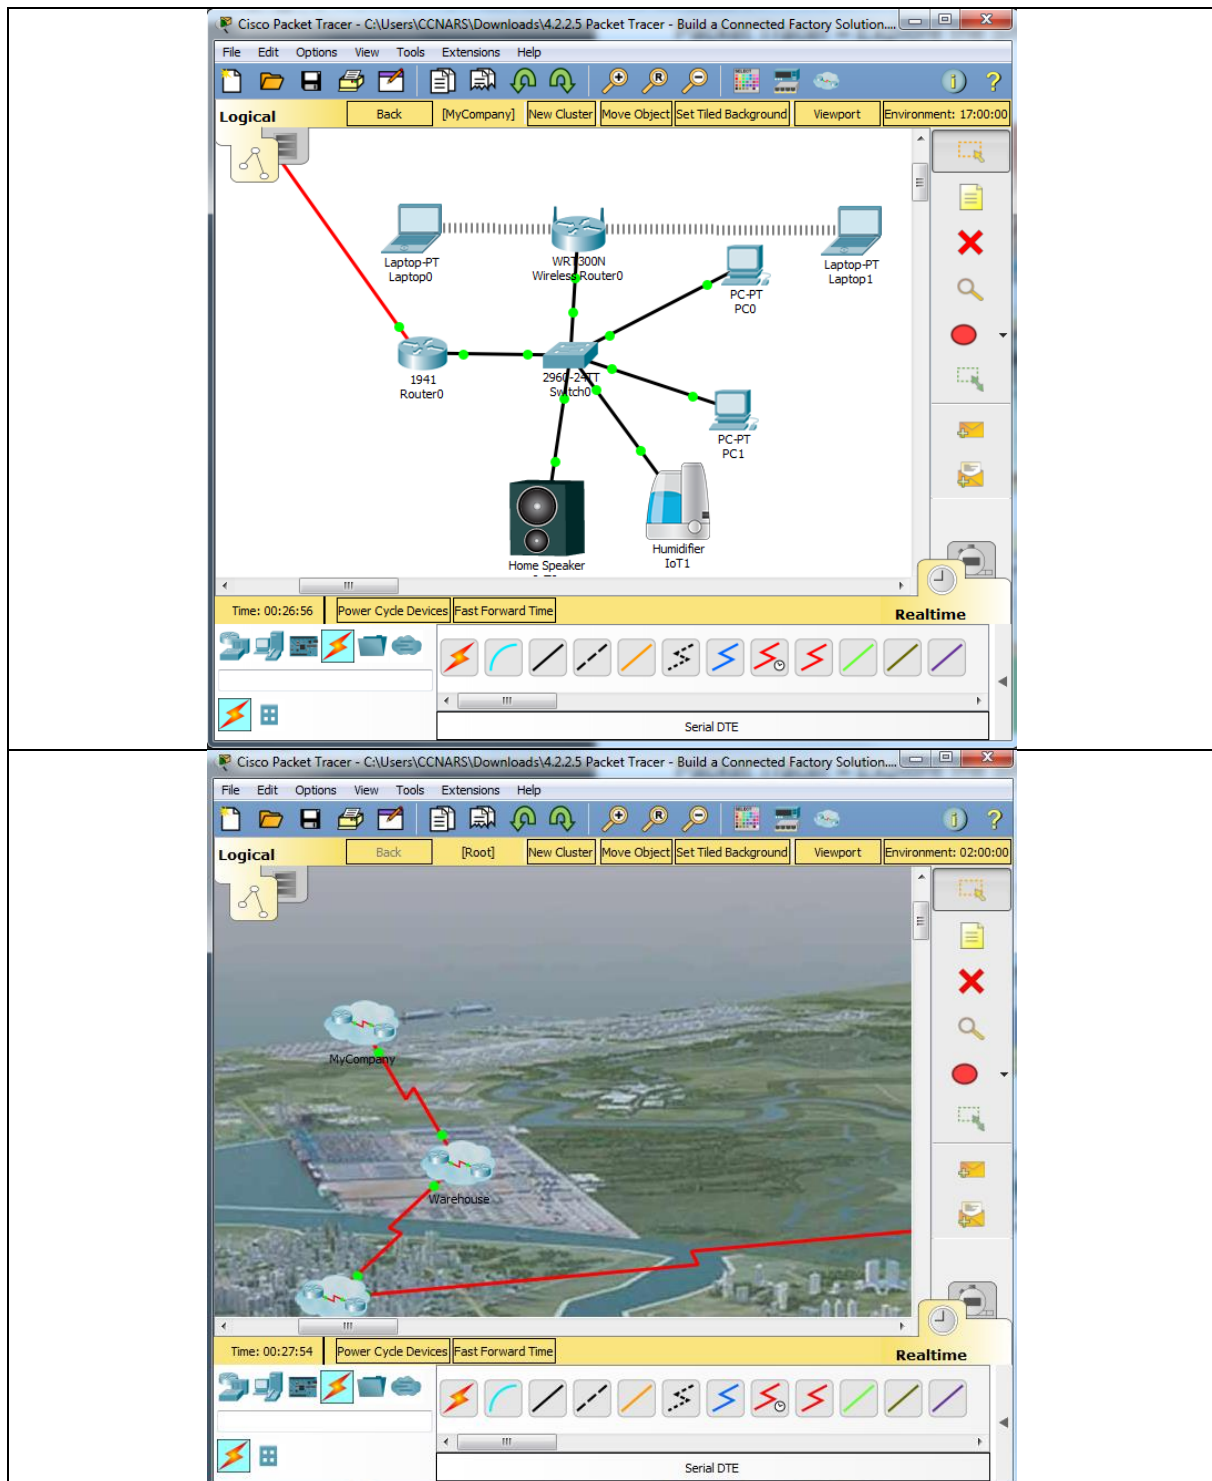 Cisco Packet Tracer - C:\Users\CCNARS\Downloads\4.2.2.5 Packet Tracer - Build a Connected Factory Solution....
File Edit Options View Tools Extensions Help
Logical Back [MyCompany] New Cluster Move Object Set Tiled Background Viewport Environment: 17:00:00
Laptop-PT
Laptop0
WRT300N
Wireless Router0
Laptop-PT
Laptop1
PC-PT
PC0
1941
Router0
2960-24TT
Switch0
PC-PT
PC1
Humidifier
IoT1
Home Speaker
Time: 00:26:56 Power Cycle Devices Fast Forward Time Realtime
Serial DTE
Cisco Packet Tracer - C:\Users\CCNARS\Downloads\4.2.2.5 Packet Tracer - Build a Connected Factory Solution....
File Edit Options View Tools Extensions Help
Logical Back [Root] New Cluster Move Object Set Tiled Background Viewport Environment: 02:00:00
MyCompany
Warehouse
Time: 00:27:54 Power Cycle Devices Fast Forward Time Realtime
Serial DTE